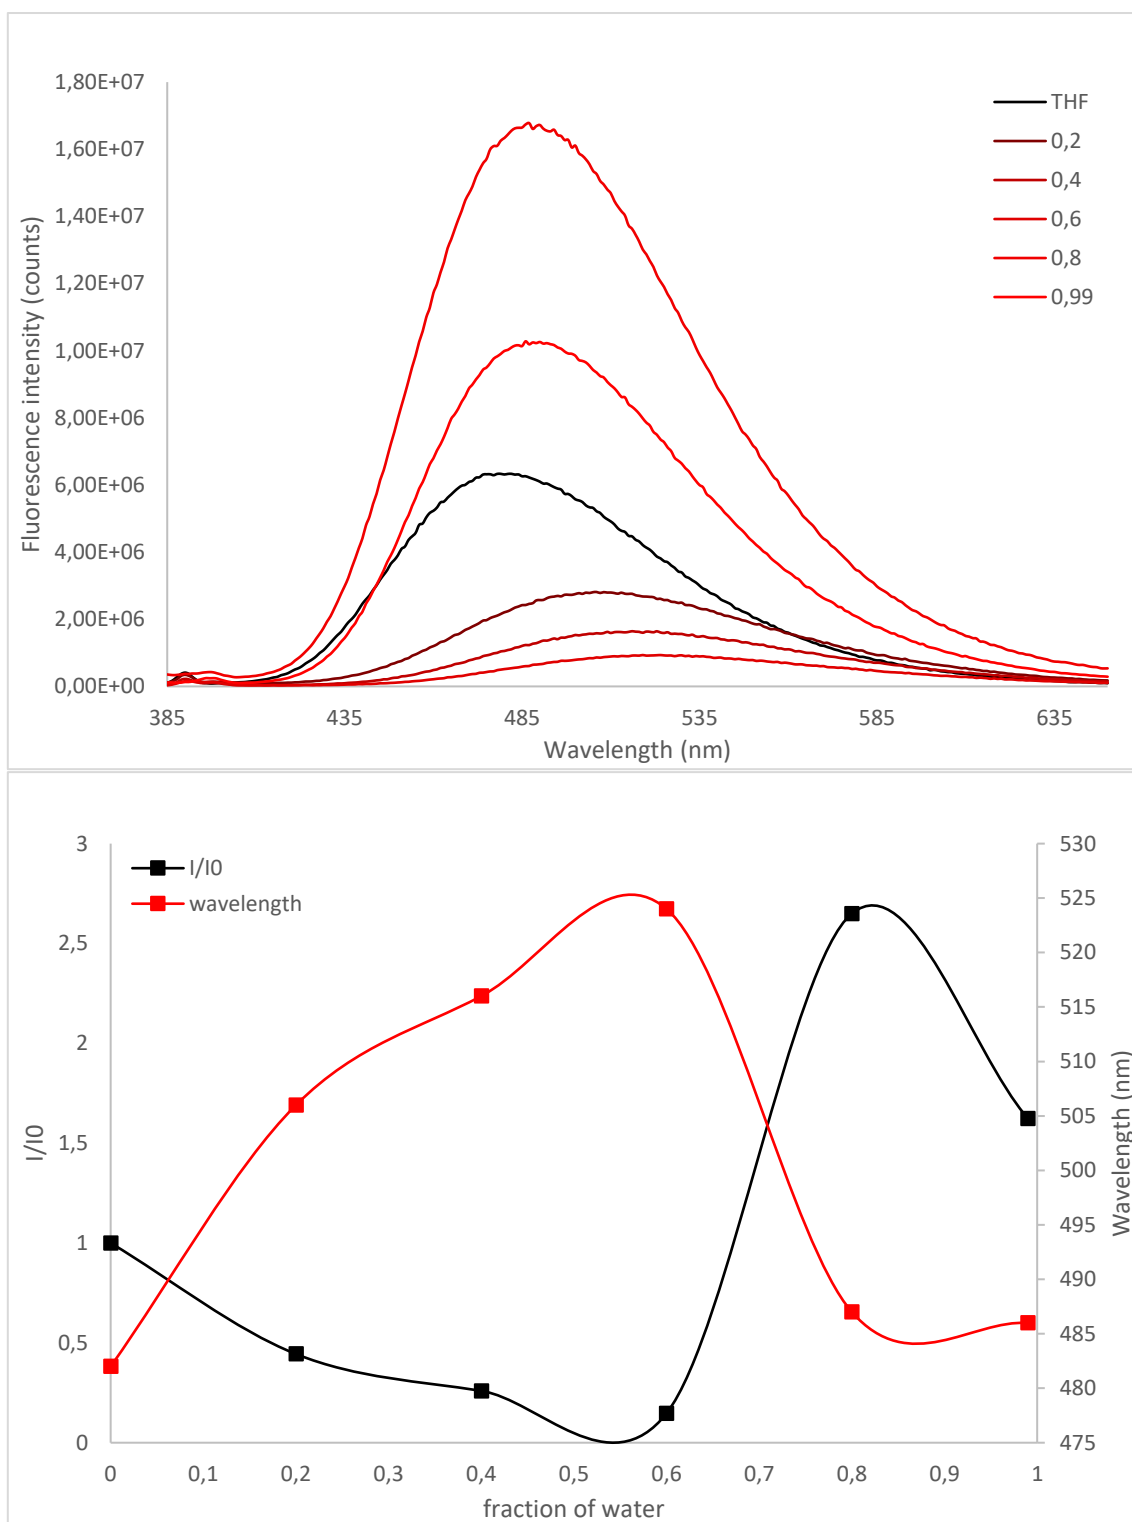 1,80E+07
1,60E+07
1,40E+07
1,20E+07
1,00E+07
8,00E+06
6,00E+06
4,00E+06
2,00E+06
0,00E+00
Fluorescence intensity (counts)
385 435 485 535 585 635
Wavelength (nm)
THF
0,2
0,4
0,6
0,8
0,99
3
2,5
2
1,5
1
0,5
0
I/I0
I/I0
wavelength
530
525
520
515
510
505
500
495
490
485
480
475
Wavelength (nm)
0 0,1 0,2 0,3 0,4 0,5 0,6 0,7 0,8 0,9 1
fraction of water